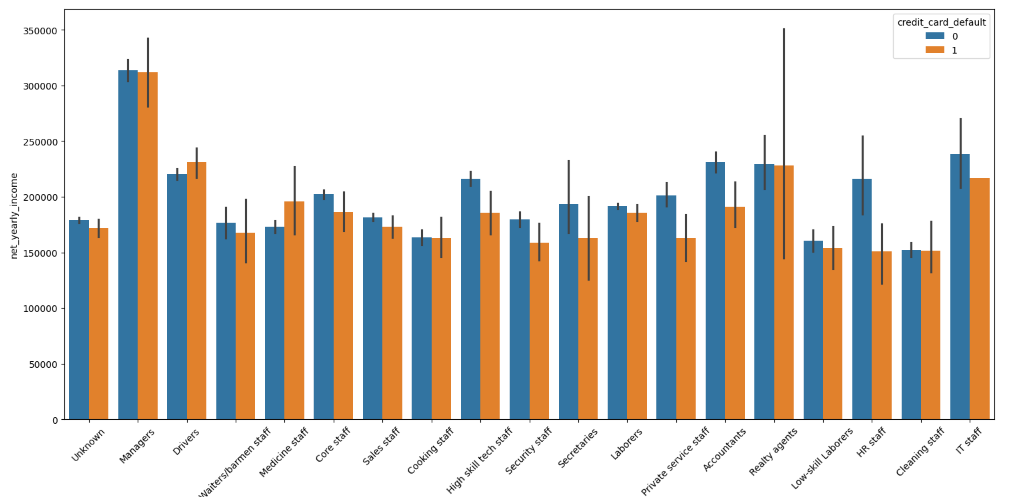 350000
300000
250000
200000
150000
100000
50000
0
net_yearly_income
credit_card_default
0
1
Unknown
Managers
Drivers
Waiters/barmen staff
Medicine staff
Core staff
Sales staff
Cooking staff
High skill tech staff
Security staff
Secretaries
Laborers
Private service staff
Accountants
Realty agents
Low-skill Laborers
HR staff
Cleaning staff
IT staff